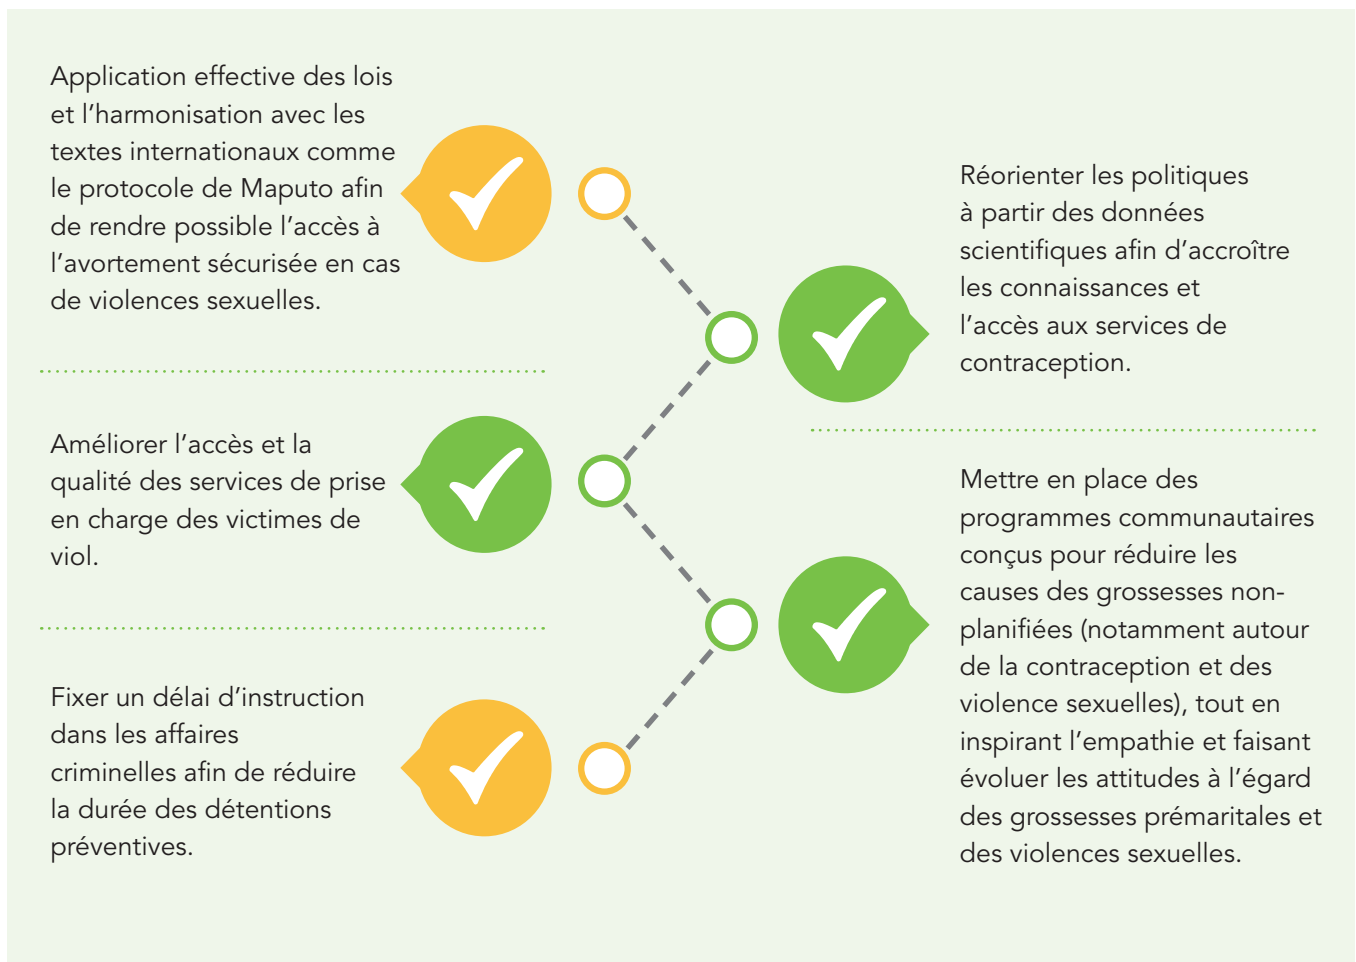 Application effective des lois
et l’harmonisation avec les
textes internationaux comme
le protocole de Maputo afin
de rendre possible l’accès à
l’avortement sécurisée en cas
de violences sexuelles.
Réorienter les politiques
à partir des données
scientifiques afin d’accroître
les connaissances et
l’accès aux services de
contraception.
Améliorer l’accès et la
qualité des services de prise
en charge des victimes de
viol.
Mettre en place des
programmes communautaires
conçus pour réduire les
causes des grossesses non-
planifiées (notamment autour
de la contraception et des
violence sexuelles), tout en
inspirant l’empathie et faisant
évoluer les attitudes à l’égard
des grossesses prémaritales et
des violences sexuelles.
Fixer un délai d’instruction
dans les affaires
criminelles afin de réduire
la durée des détentions
préventives.